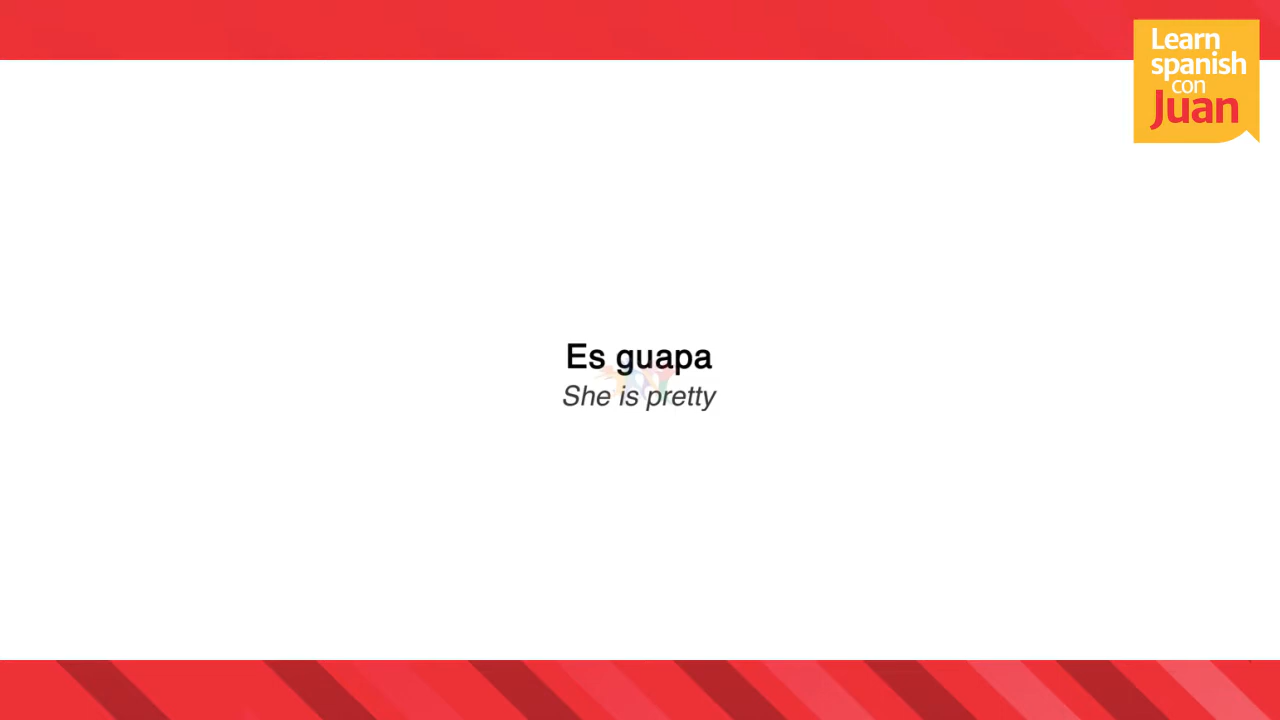 Learn
spanish
con
Juan
Es guapa
She is pretty